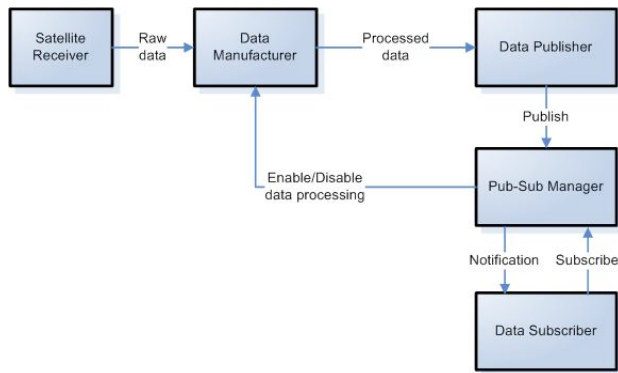 Satellite
Receiver
Raw
data
Data
Manufacturer
Processed
data
Data Publisher
Publish
Enable/Disable
data processing
Pub-Sub Manager
Notification
Subscribe
Data Subscriber